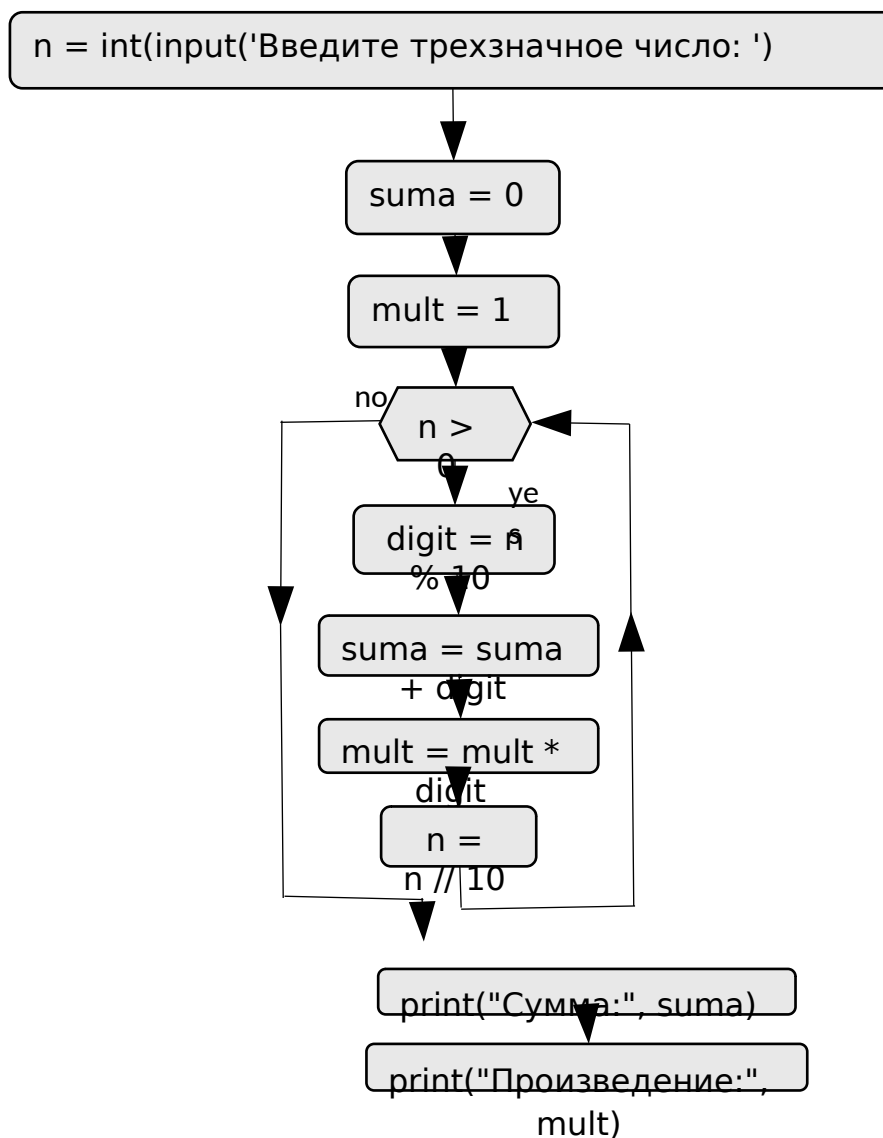 n = int(input('Введите трехзначное число: ')
suma = 0
mult = 1
no
n >
0
ye
s
digit = n
% 10
suma = suma
+ digit
mult = mult *
digit
n =
n // 10
print("Сумма:", suma)
print("Произведение:",
mult)